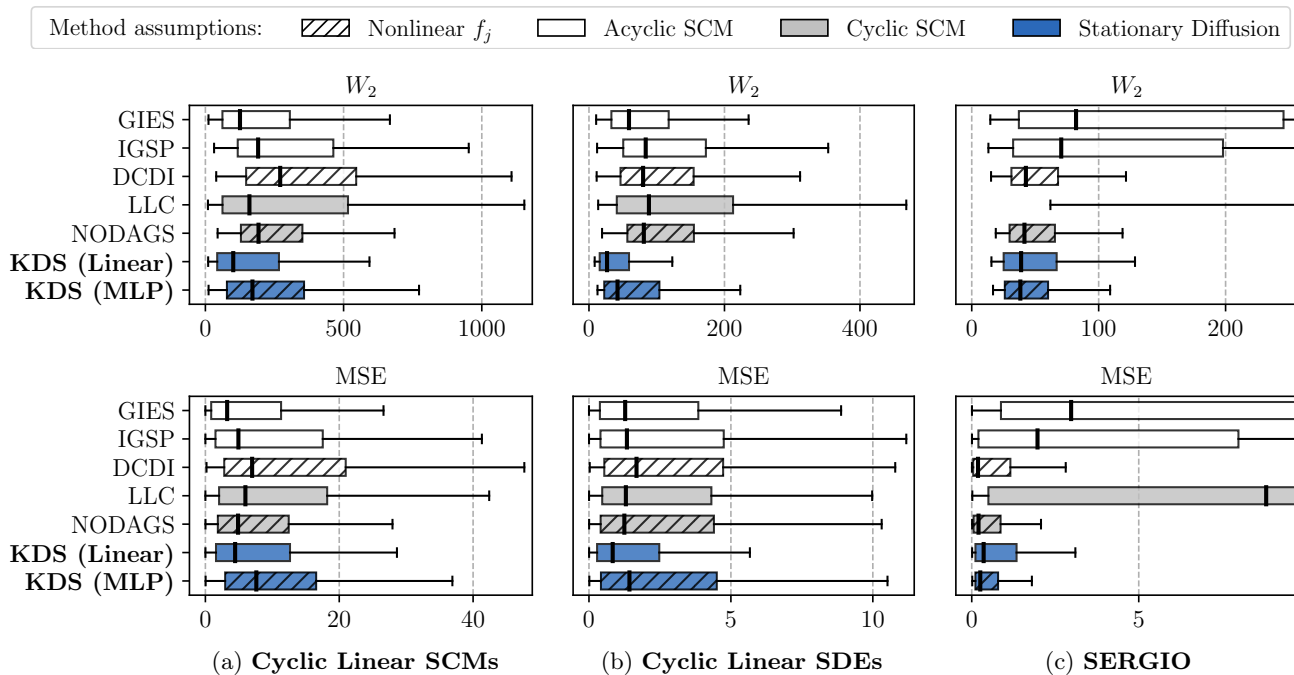 Method assumptions: Nonlinear f_j Acyclic SCM Cyclic SCM Stationary Diffusion
W_2 W_2 W_2
GIES
IGSP
DCDI
LLC
NODAGS
KDS (Linear)
KDS (MLP)
0 500 1000 0 200 400 0 100 200
MSE MSE MSE
GIES
IGSP
DCDI
LLC
NODAGS
KDS (Linear)
KDS (MLP)
0 20 40 0 5 10 0 5
(a) Cyclic Linear SCMs (b) Cyclic Linear SDEs (c) SERGIO